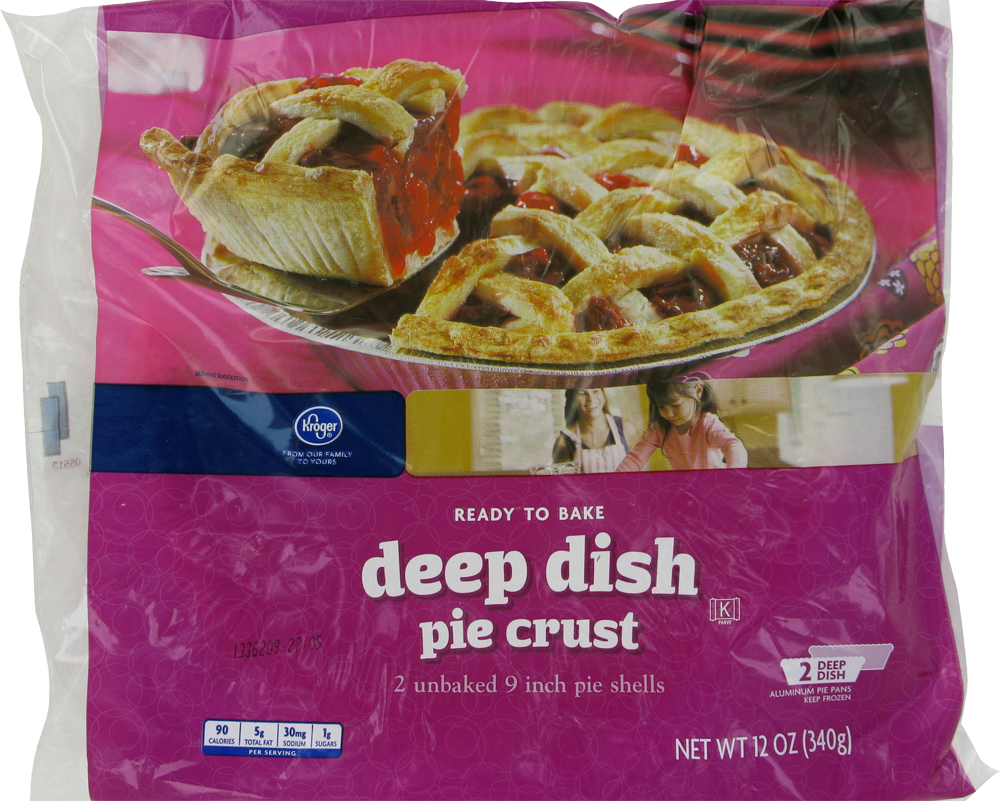 SERVING SUGGESTION
Kroger®
FROM OUR FAMILY
TO YOURS
READY TO BAKE
deep dish
pie crust
K
PARVE
2 unbaked 9 inch pie shells
2 DEEP
DISH
ALUMINUM PIE PANS
KEEP FROZEN
90
CALORIES
5g
TOTAL FAT
30mg
SODIUM
1g
SUGARS
PER SERVING
NET WT 12 OZ (340g)